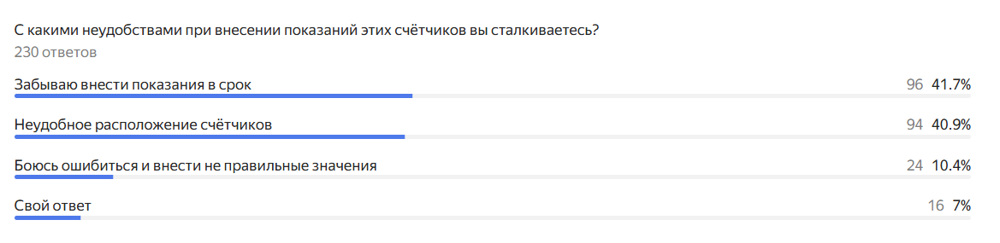 С какими неудобствами при внесении показаний этих счётчиков вы сталкиваетесь?
230 ответов
Забываю внести показания в срок 96 41.7%
Неудобное расположение счётчиков 94 40.9%
Боюсь ошибиться и внести не правильные значения 24 10.4%
Свой ответ 16 7%